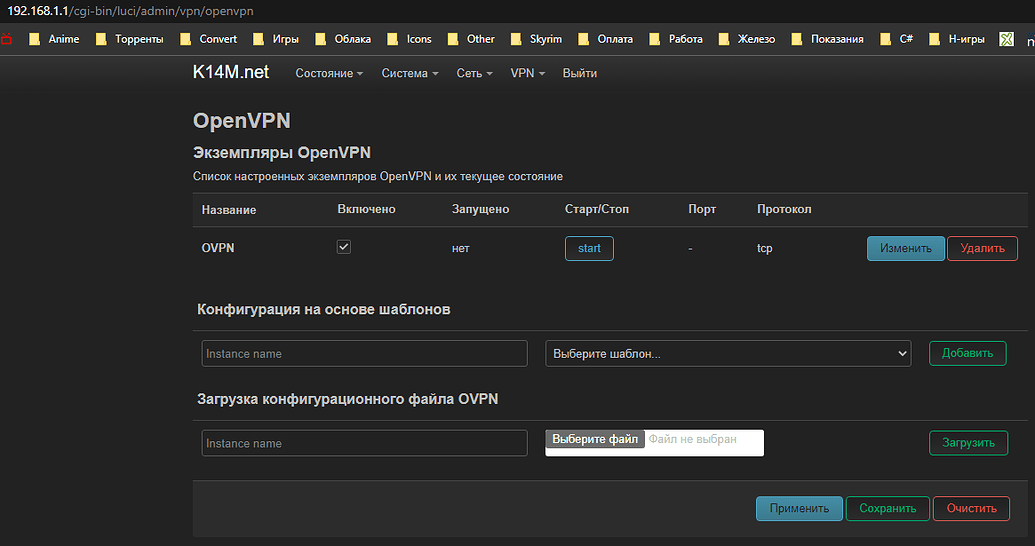 192.168.1.1/cgi-bin/luci/admin/vpn/openvpn
Anime Торренты Convert Игры Облака Icons Other Skyrim Оплата Работа Железо Показания C# Н-игры
K14M.net Состояние Система Сеть VPN Выйти
OpenVPN
Экземпляры OpenVPN
Список настроенных экземпляров OpenVPN и их текущее состояние
Название Включено Запущено Старт/Стоп Порт Протокол
OVPN нет start - tcp Изменить Удалить
Конфигурация на основе шаблонов
Instance name Выберите шаблон... Добавить
Загрузка конфигурационного файла OVPN
Instance name Выберите файл Файл не выбран Загрузить
Применить Сохранить Очистить